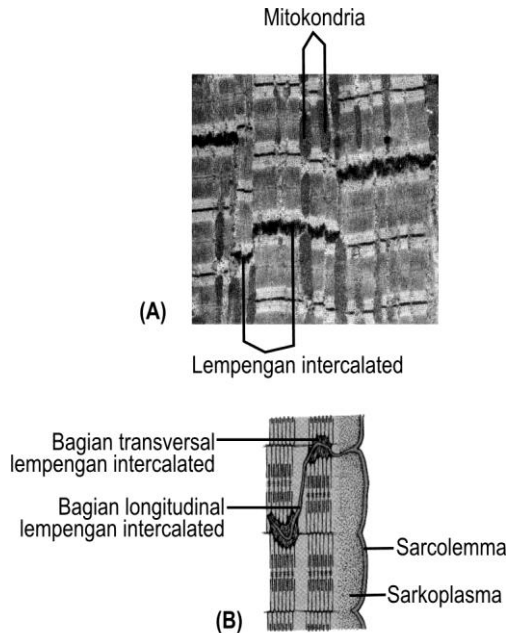 Mitokondria
(A)
Lempengan intercalated
Bagian transversal
lempengan intercalated
Bagian longitudinal
lempengan intercalated
Sarcolemma
Sarkoplasma
(B)